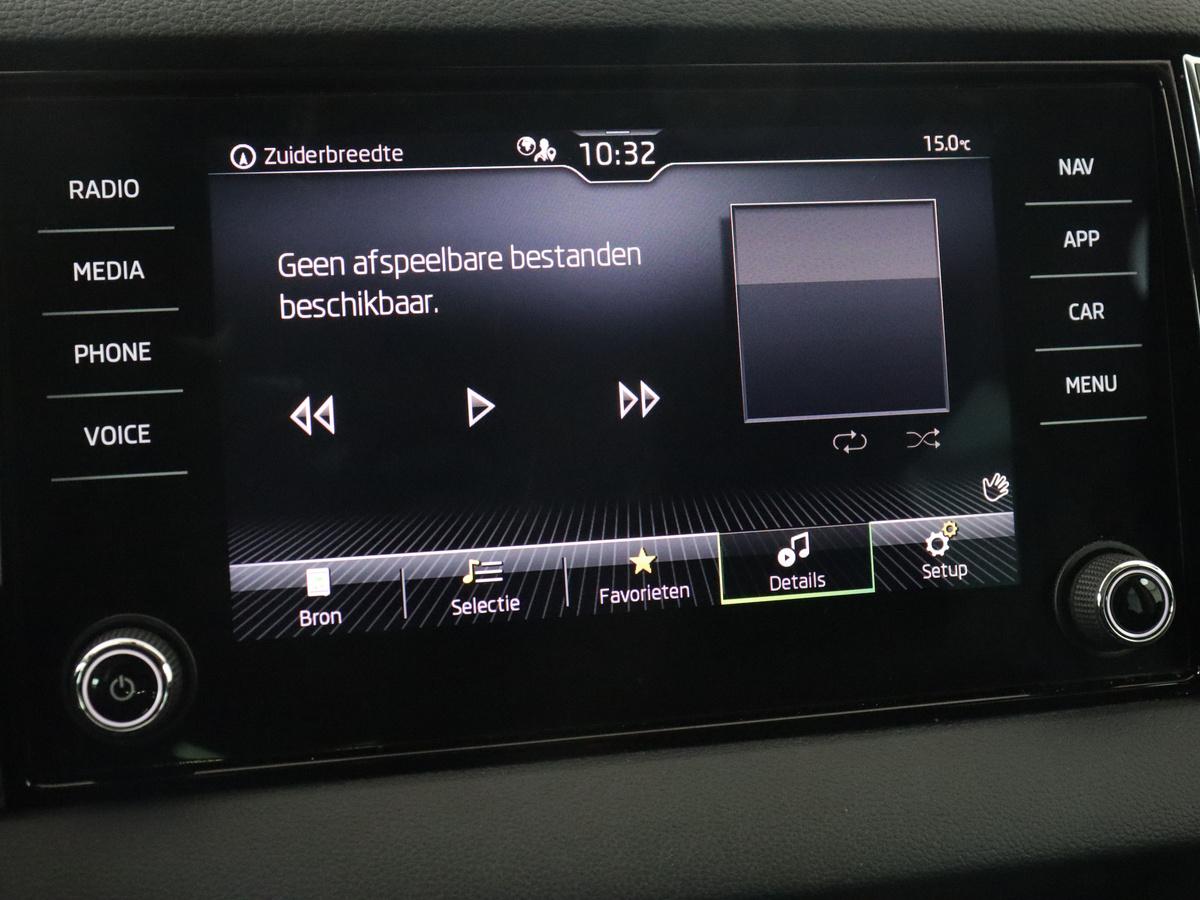 Zuiderbreedte
10:32
15.0°C
RADIO
MEDIA
PHONE
VOICE
NAV
APP
CAR
MENU
Geen afspeelbare bestanden
beschikbaar.
Bron
Selectie
Favorieten
Details
Setup